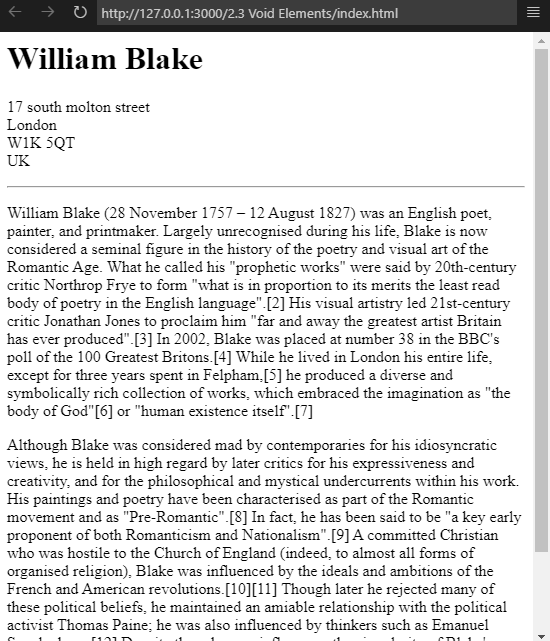 http://127.0.0.1:3000/2.3 Void Elements/index.html
William Blake
17 south molton street
London
W1K 5QT
UK
William Blake (28 November 1757 – 12 August 1827) was an English poet,
painter, and printmaker. Largely unrecognised during his life, Blake is now
considered a seminal figure in the history of the poetry and visual art of the
Romantic Age. What he called his "prophetic works" were said by 20th-century
critic Northrop Frye to form "what is in proportion to its merits the least read
body of poetry in the English language".[2] His visual artistry led 21st-century
critic Jonathan Jones to proclaim him "far and away the greatest artist Britain
has ever produced".[3] In 2002, Blake was placed at number 38 in the BBC's
poll of the 100 Greatest Britons.[4] While he lived in London his entire life,
except for three years spent in Felpham,[5] he produced a diverse and
symbolically rich collection of works, which embraced the imagination as "the
body of God"[6] or "human existence itself".[7]
Although Blake was considered mad by contemporaries for his idiosyncratic
views, he is held in high regard by later critics for his expressiveness and
creativity, and for the philosophical and mystical undercurrents within his work.
His paintings and poetry have been characterised as part of the Romantic
movement and as "Pre-Romantic".[8] In fact, he has been said to be "a key early
proponent of both Romanticism and Nationalism".[9] A committed Christian
who was hostile to the Church of England (indeed, to almost all forms of
organised religion), Blake was influenced by the ideals and ambitions of the
French and American revolutions.[10][11] Though later he rejected many of
these political beliefs, he maintained an amiable relationship with the political
activist Thomas Paine; he was also influenced by thinkers such as Emanuel